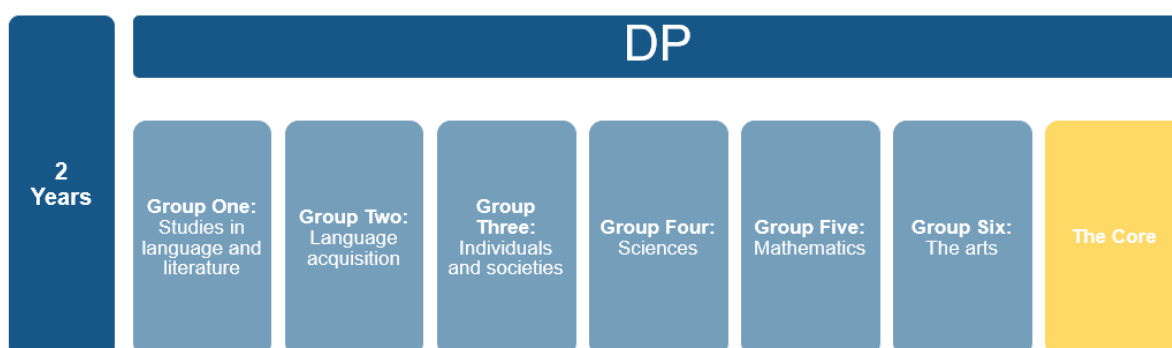 DP
2
Years
Group One:
Studies in
language and
literature
Group Two:
Language
acquisition
Group
Three:
Individuals
and societies
Group Four:
Sciences
Group Five:
Mathematics
Group Six:
The arts
The Core